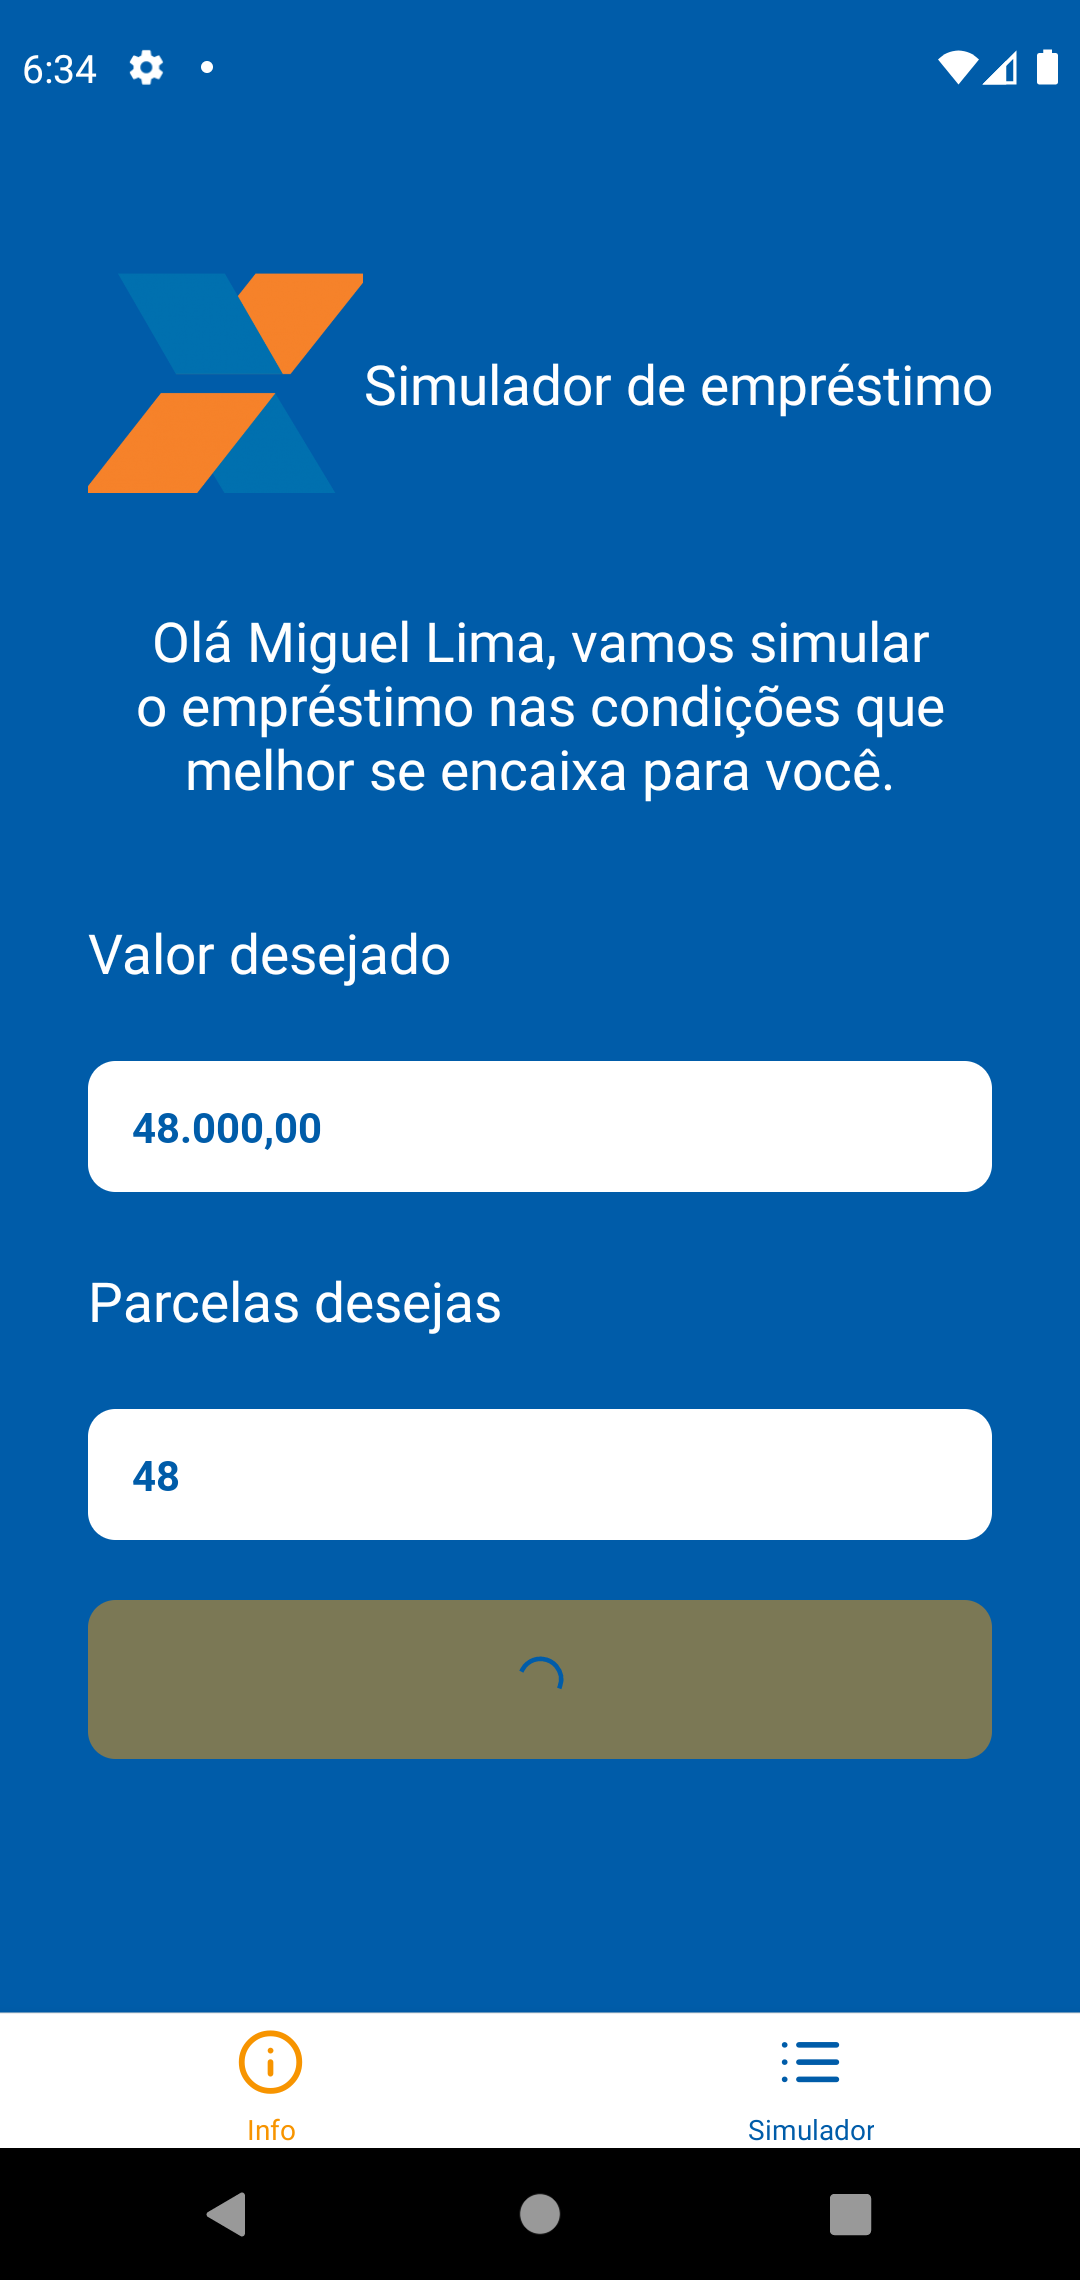 6:34
Simulador de empréstimo
Olá Miguel Lima, vamos simular
o empréstimo nas condições que
melhor se encaixa para você.
Valor desejado
48.000,00
Parcelas desejas
48
Info
Simulador